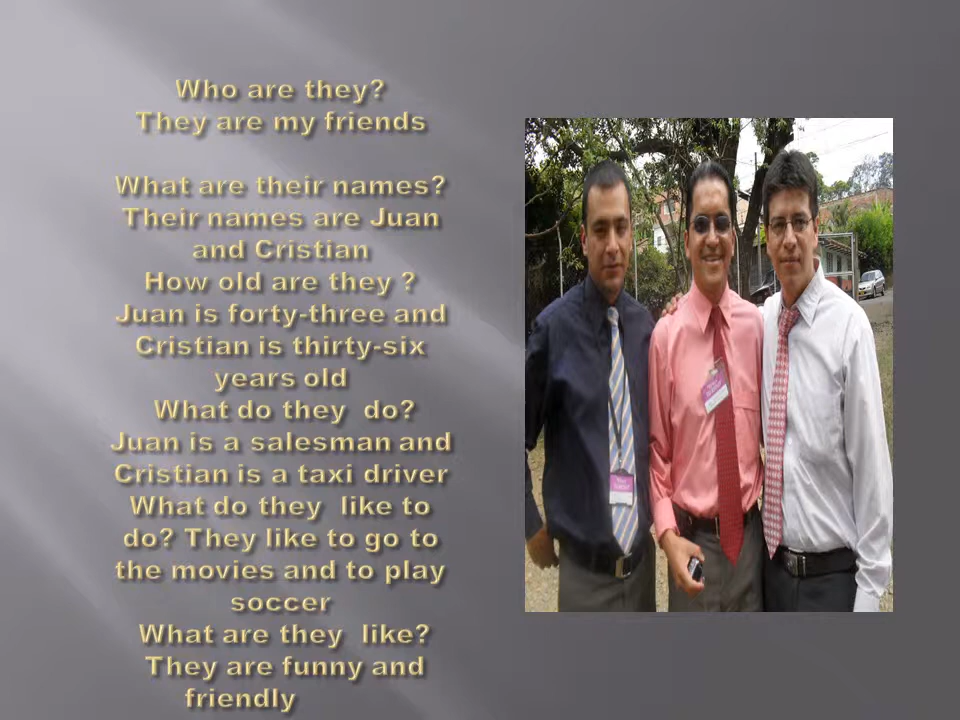 Who are they?
They are my friends
What are their names?
Their names are Juan
and Cristian
How old are they ?
Juan is forty-three and
Cristian is thirty-six
years old
What do they  do?
Juan is a salesman and
Cristian is a taxi driver
What do they  like to
do? They like to go to
the movies and to play
soccer
What are they  like?
They are funny and
friendly